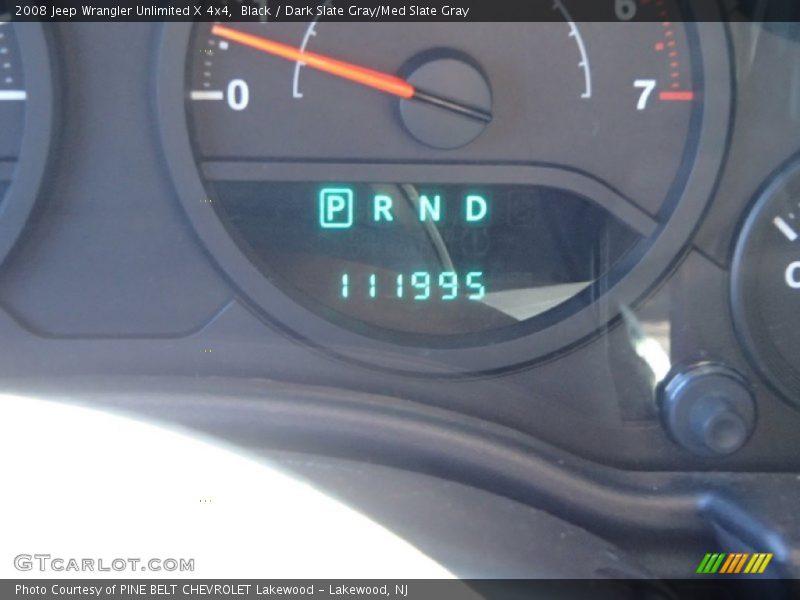 2008 Jeep Wrangler Unlimited X 4x4, Black / Dark Slate Gray/Med Slate Gray
6
0
7
P R N D
111995
GTCARLOT.COM
Photo Courtesy of PINE BELT CHEVROLET Lakewood - Lakewood, NJ